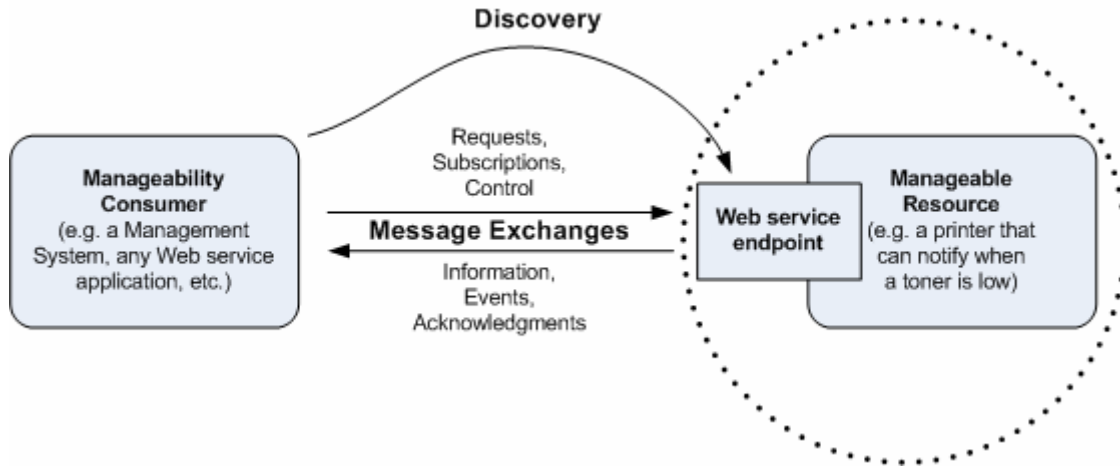 Discovery
Requests,
Subscriptions,
Control
Manageability
Consumer
(e.g. a Management
System, any Web service
application, etc.)
Message Exchanges
Information,
Events,
Acknowledgments
Web service
endpoint
Manageable
Resource
(e.g. a printer that
can notify when
a toner is low)